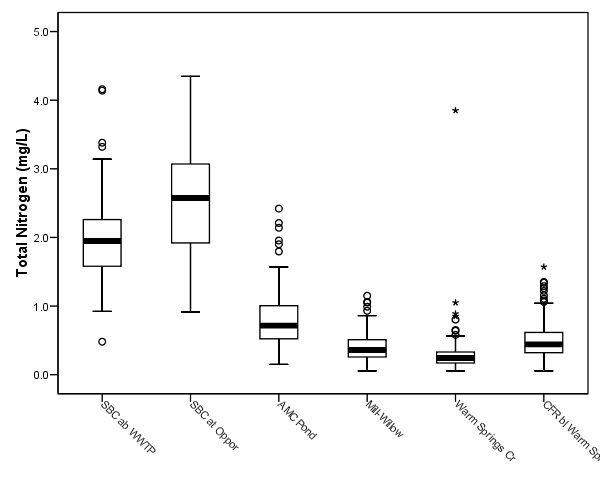 Total Nitrogen (mg/L)
5.0
4.0
3.0
2.0
1.0
0.0
SBC ab WWTP
SBC at Oppor
AMC Pond
Mill-Willow
Warm Springs Cr
CFR bl Warm Sp